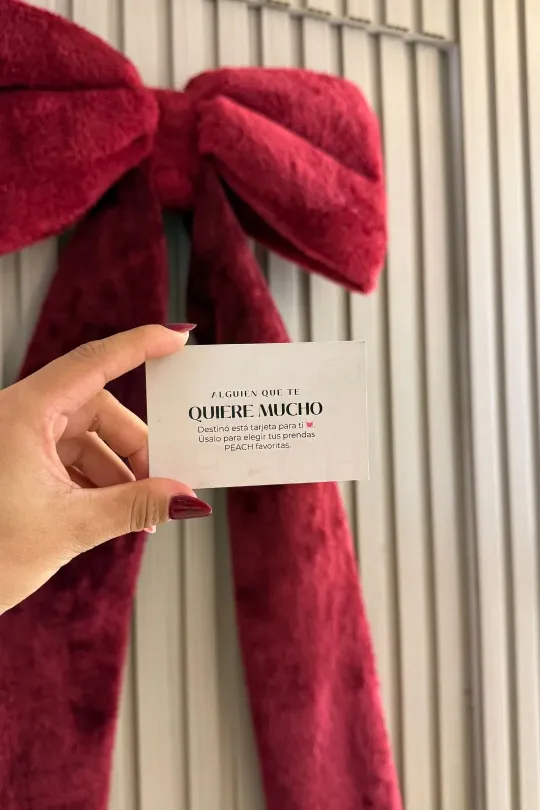 ALGUIEN QUE TE
QUIERE MUCHO
Destinó está tarjeta para ti 💗
Úsalo para elegir tus prendas
PEACH favoritas.